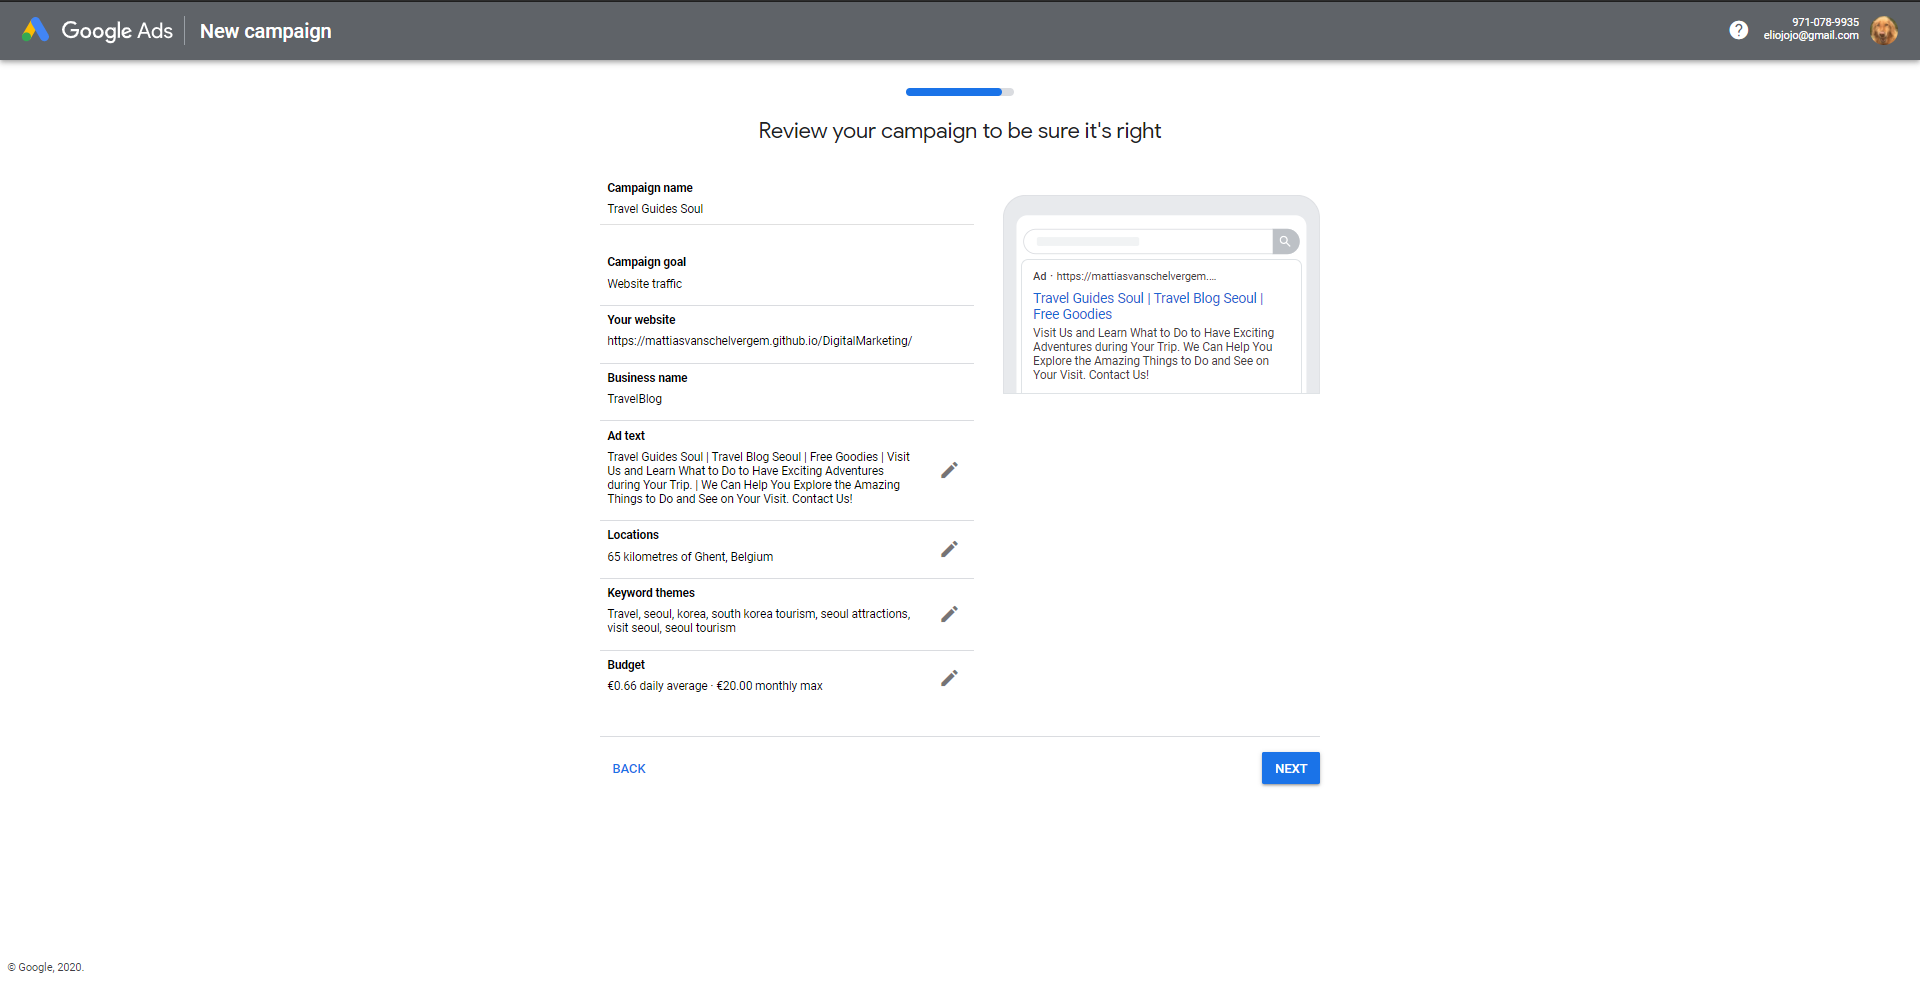 Google Ads
New campaign
?
971-078-9935
eliojojo@gmail.com
Review your campaign to be sure it's right
Campaign name
Travel Guides Soul
Campaign goal
Website traffic
Your website
https://mattiasvanschelvergem.github.io/DigitalMarketing/
Business name
TravelBlog
Ad text
Travel Guides Soul | Travel Blog Seoul | Free Goodies | Visit
Us and Learn What to Do to Have Exciting Adventures
during Your Trip. | We Can Help You Explore the Amazing
Things to Do and See on Your Visit. Contact Us!
Locations
65 kilometres of Ghent, Belgium
Keyword themes
Travel, seoul, korea, south korea tourism, seoul attractions,
visit seoul, seoul tourism
Budget
€0.66 daily average · €20.00 monthly max
Ad · https://mattiasvanschelvergem....
Travel Guides Soul | Travel Blog Seoul |
Free Goodies
Visit Us and Learn What to Do to Have Exciting
Adventures during Your Trip. We Can Help You
Explore the Amazing Things to Do and See on
Your Visit. Contact Us!
BACK
NEXT
© Google, 2020.